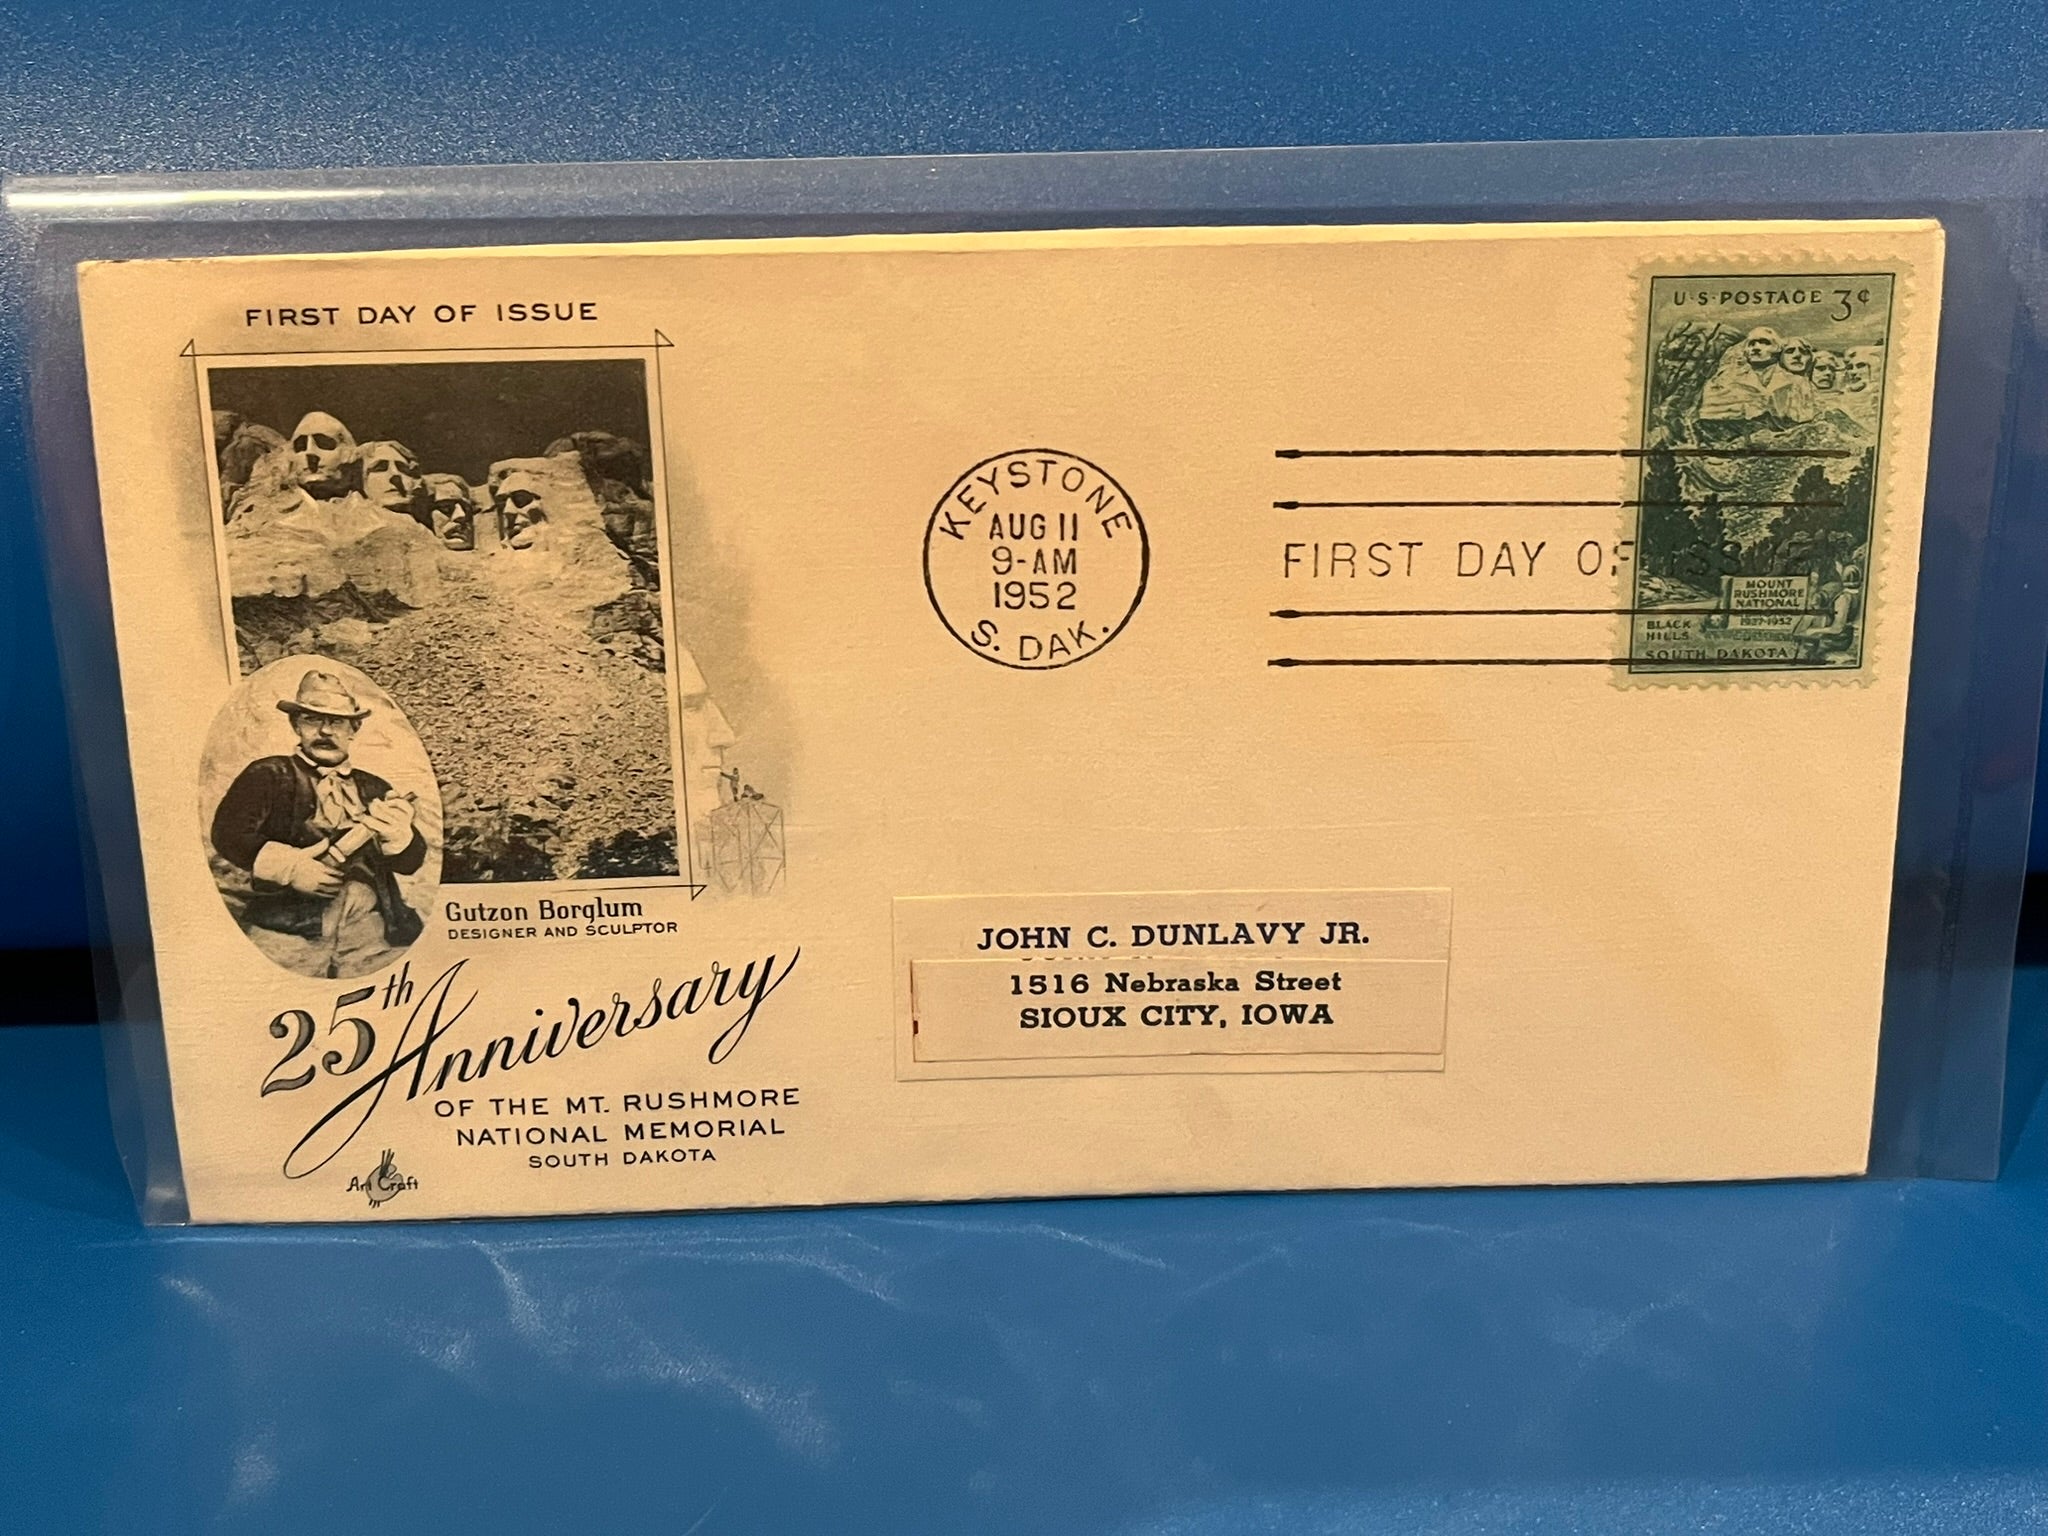 FIRST DAY OF ISSUE
Gutzon Borglum
DESIGNER AND SCULPTOR
25th Anniversary
OF THE MT. RUSHMORE
NATIONAL MEMORIAL
SOUTH DAKOTA
Art Craft
KEYSTONE
AUG 11
9-AM
1952
S. DAK.
FIRST DAY OF ISSUE
U·S·POSTAGE 3¢
MOUNT
RUSHMORE
NATIONAL
1927-1952
BLACK
HILLS
SOUTH DAKOTA
JOHN C. DUNLAVY JR.
1516 Nebraska Street
SIOUX CITY, IOWA